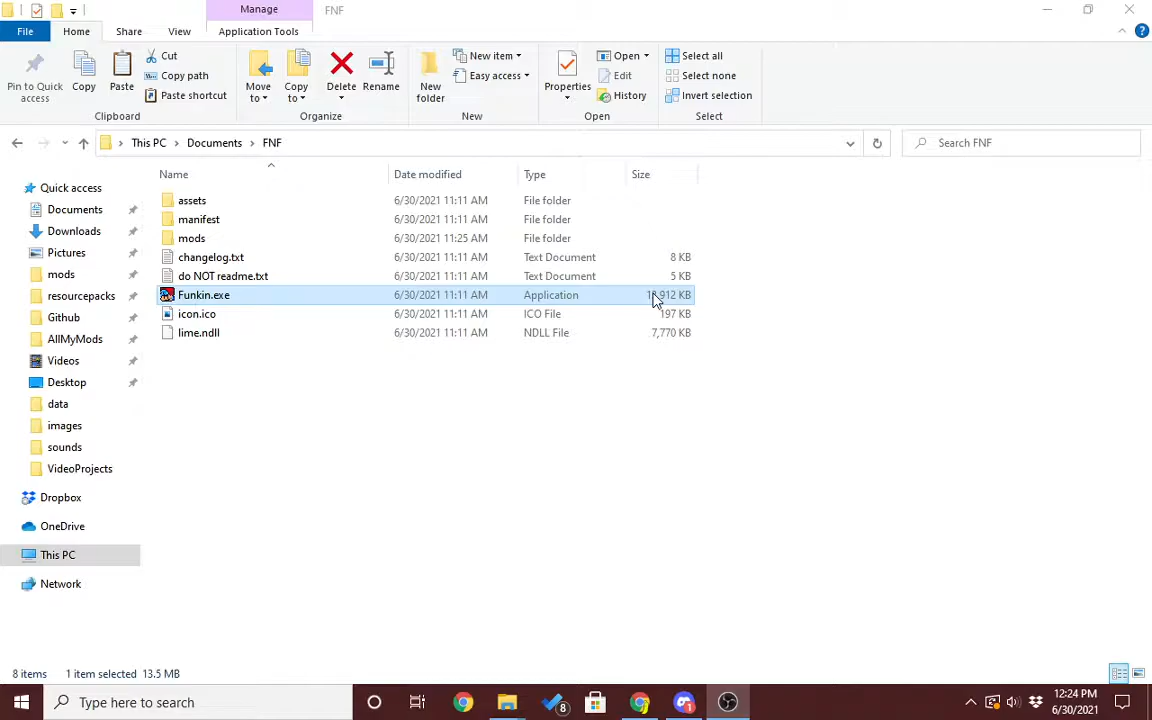 Manage
FNF
File
Home
Share
View
Application Tools
Pin to Quick access
Copy
Paste
Cut
Copy path
Paste shortcut
Clipboard
Move to
Copy to
Delete
Rename
Organize
New folder
New item
Easy access
New
Properties
Open
Edit
History
Open
Select all
Select none
Invert selection
Select
This PC > Documents > FNF
Search FNF
Name Date modified Type Size
Quick access
Documents
Downloads
Pictures
mods
resourcepacks
Github
AllMyMods
Videos
Desktop
data
images
sounds
VideoProjects
Dropbox
OneDrive
This PC
Network
assets 6/30/2021 11:11 AM File folder
manifest 6/30/2021 11:11 AM File folder
mods 6/30/2021 11:25 AM File folder
changelog.txt 6/30/2021 11:11 AM Text Document 8 KB
do NOT readme.txt 6/30/2021 11:11 AM Text Document 5 KB
Funkin.exe 6/30/2021 11:11 AM Application KB
icon.ico 6/30/2021 11:11 AM ICO File 197 KB
lime.ndll 6/30/2021 11:11 AM NDLL File 7,770 KB
8 items 1 item selected 13.5 MB
Type here to search
8
1
12:24 PM
6/30/2021